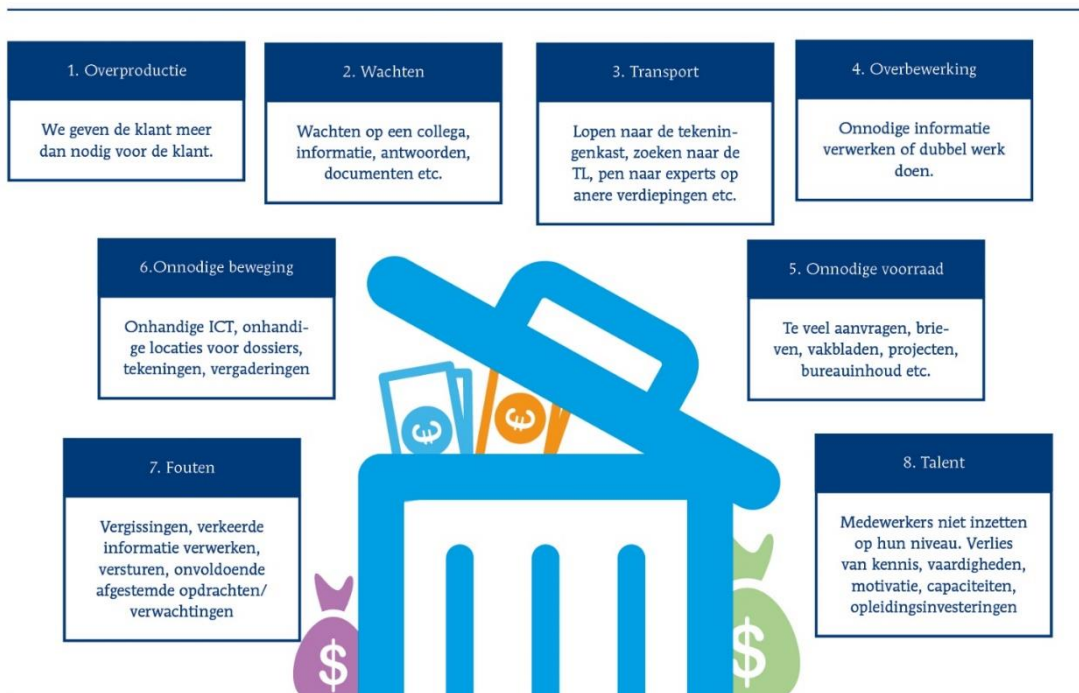 1. Overproductie
We geven de klant meer
dan nodig voor de klant.
2. Wachten
Wachten op een collega,
informatie, antwoorden,
documenten etc.
3. Transport
Lopen naar de tekenin-
genkast, zoeken naar de
TL, pen naar experts op
anere verdiepingen etc.
4. Overbewerking
Onnodige informatie
verwerken of dubbel werk
doen.
6.Onnodige beweging
Onhandige ICT, onhandi-
ge locaties voor dossiers,
tekeningen, vergaderingen
5. Onnodige voorraad
Te veel aanvragen, brie-
ven, vakbladen, projecten,
bureauinhoud etc.
€
€
7. Fouten
Vergissingen, verkeerde
informatie verwerken,
versturen, onvoldoende
afgestemde opdrachten/
verwachtingen
8. Talent
Medewerkers niet inzetten
op hun niveau. Verlies
van kennis, vaardigheden,
motivatie, capaciteiten,
opleidingsinvesteringen
$
$